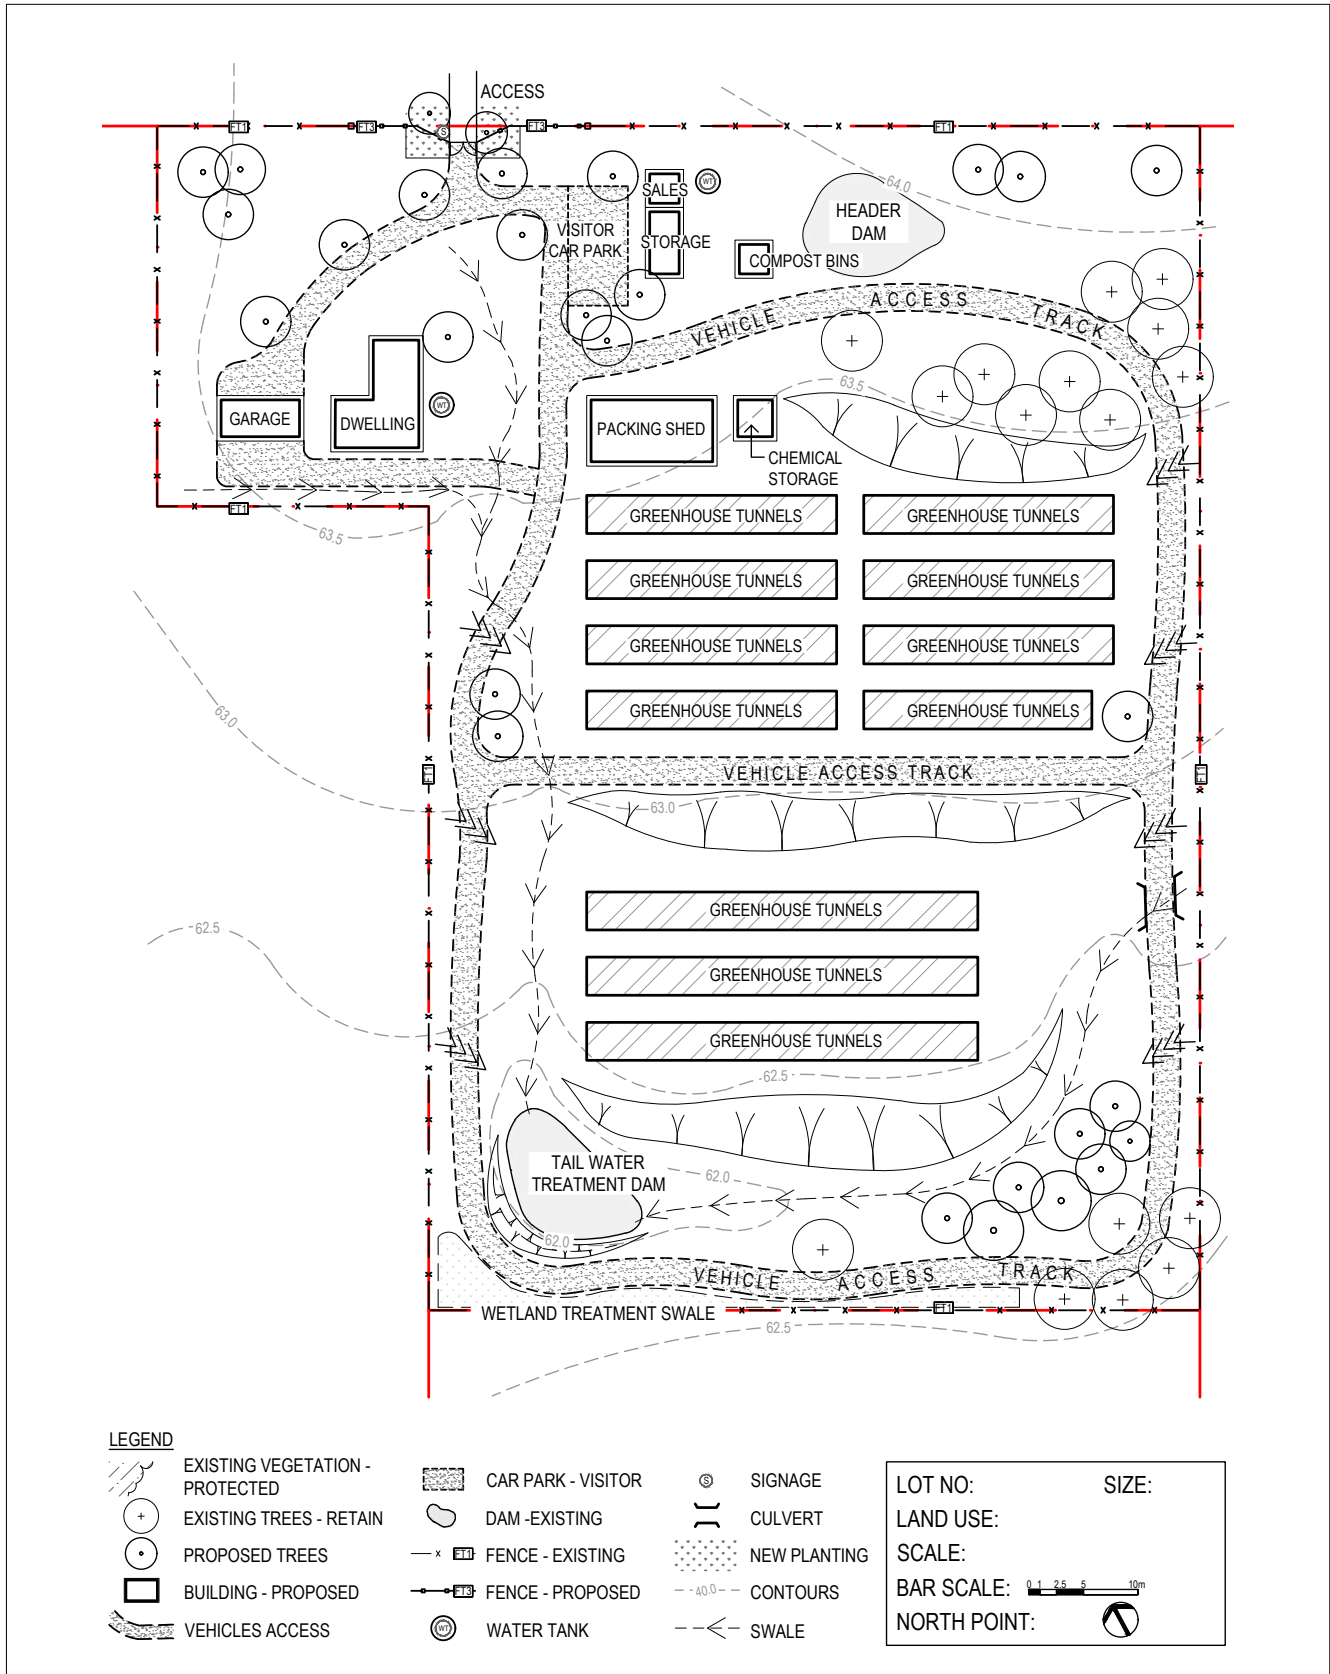 ACCESS
FT1
FT3
S
FT3
FT1
64.0
SALES
WT
HEADER
DAM
VISITOR
CAR PARK
STORAGE
COMPOST BINS
VEHICLE ACCESS TRACK
63.5
GARAGE
DWELLING
WT
PACKING SHED
CHEMICAL
STORAGE
FT1
63.5
GREENHOUSE TUNNELS
GREENHOUSE TUNNELS
GREENHOUSE TUNNELS
GREENHOUSE TUNNELS
GREENHOUSE TUNNELS
GREENHOUSE TUNNELS
GREENHOUSE TUNNELS
GREENHOUSE TUNNELS
63.0
FT1
VEHICLE ACCESS TRACK
FT1
63.0
62.5
GREENHOUSE TUNNELS
GREENHOUSE TUNNELS
GREENHOUSE TUNNELS
62.5
TAIL WATER
TREATMENT DAM
62.0
62.0
VEHICLE ACCESS TRACK
WETLAND TREATMENT SWALE
FT1
62.5
LEGEND
EXISTING VEGETATION -
PROTECTED
EXISTING TREES - RETAIN
PROPOSED TREES
BUILDING - PROPOSED
VEHICLES ACCESS
CAR PARK - VISITOR
DAM -EXISTING
FT1 FENCE - EXISTING
FT3 FENCE - PROPOSED
WT WATER TANK
S SIGNAGE
CULVERT
NEW PLANTING
40.0 CONTOURS
SWALE
LOT NO: SIZE:
LAND USE:
SCALE:
BAR SCALE: 0 1 2.5 5 10m
NORTH POINT: